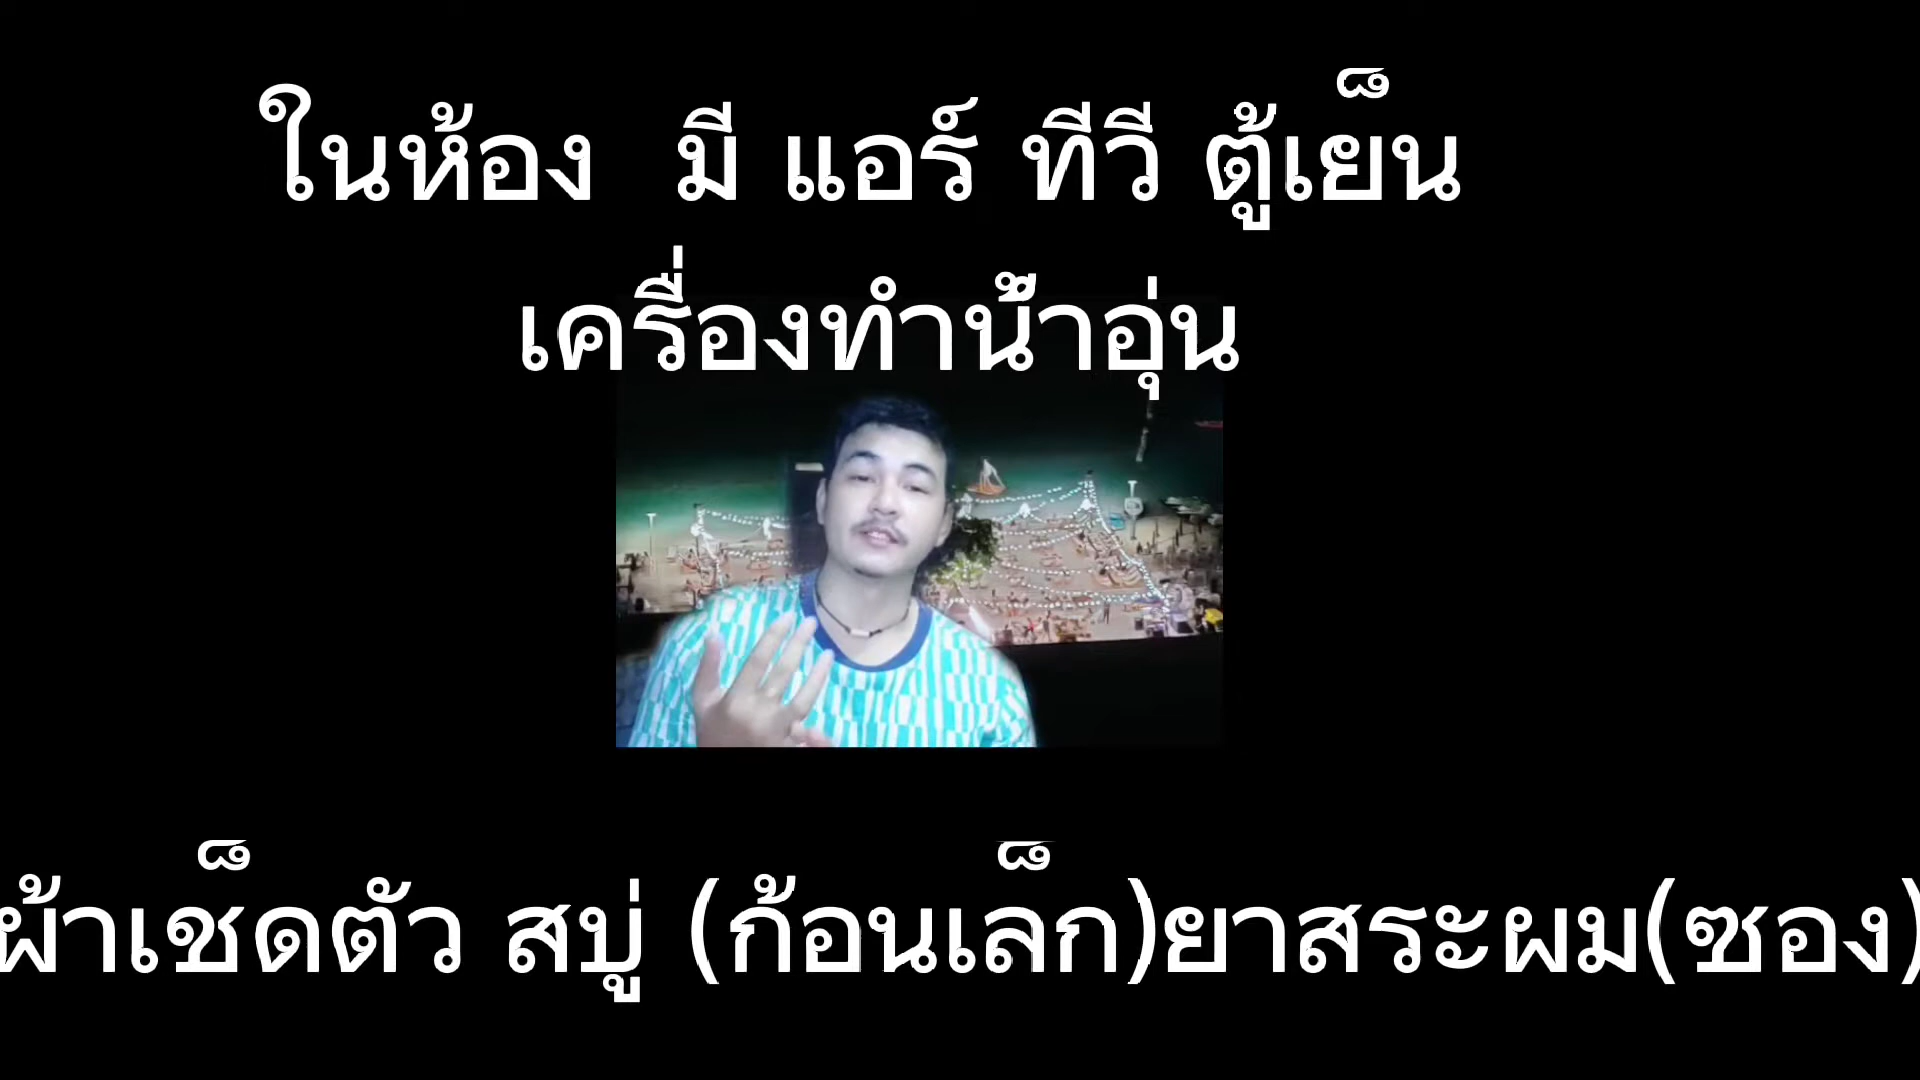 ในห้อง มี แอร์ ทีวี ตู้เย็น
เครื่องทำน้ำอุ่น
ผ้าเช็ดตัว สบู่ (ก้อนเล็ก)ยาสระผม(ซอง)